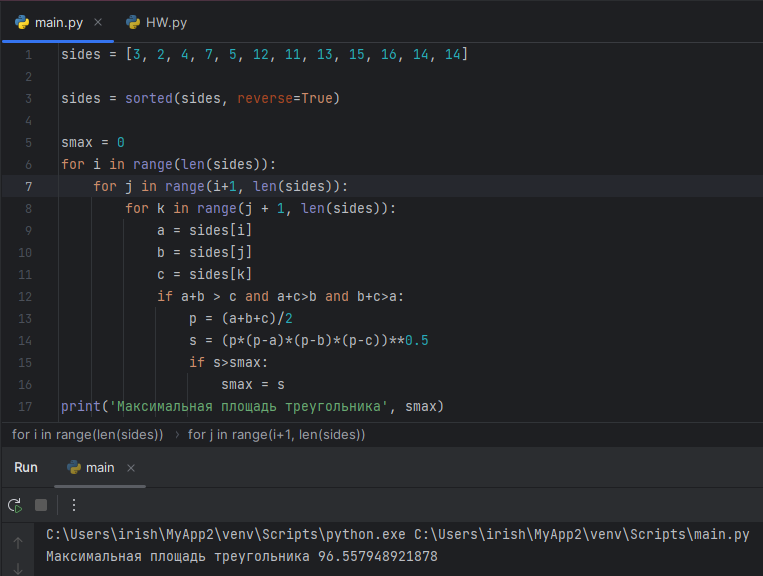 main.py × HW.py
1 sides = [3, 2, 4, 7, 5, 12, 11, 13, 15, 16, 14, 14]
2
3 sides = sorted(sides, reverse=True)
4
5 smax = 0
6 for i in range(len(sides)):
7 for j in range(i+1, len(sides)):
8 for k in range(j + 1, len(sides)):
9 a = sides[i]
10 b = sides[j]
11 c = sides[k]
12 if a+b > c and a+c>b and b+c>a:
13 p = (a+b+c)/2
14 s = (p*(p-a)*(p-b)*(p-c))**0.5
15 if s>smax:
16 smax = s
17 print('Максимальная площадь треугольника', smax)
for i in range(len(sides)) › for j in range(i+1, len(sides))
Run main ×
C:\Users\irish\MyApp2\venv\Scripts\python.exe C:\Users\irish\MyApp2\venv\Scripts\main.py
Максимальная площадь треугольника 96.557948921878